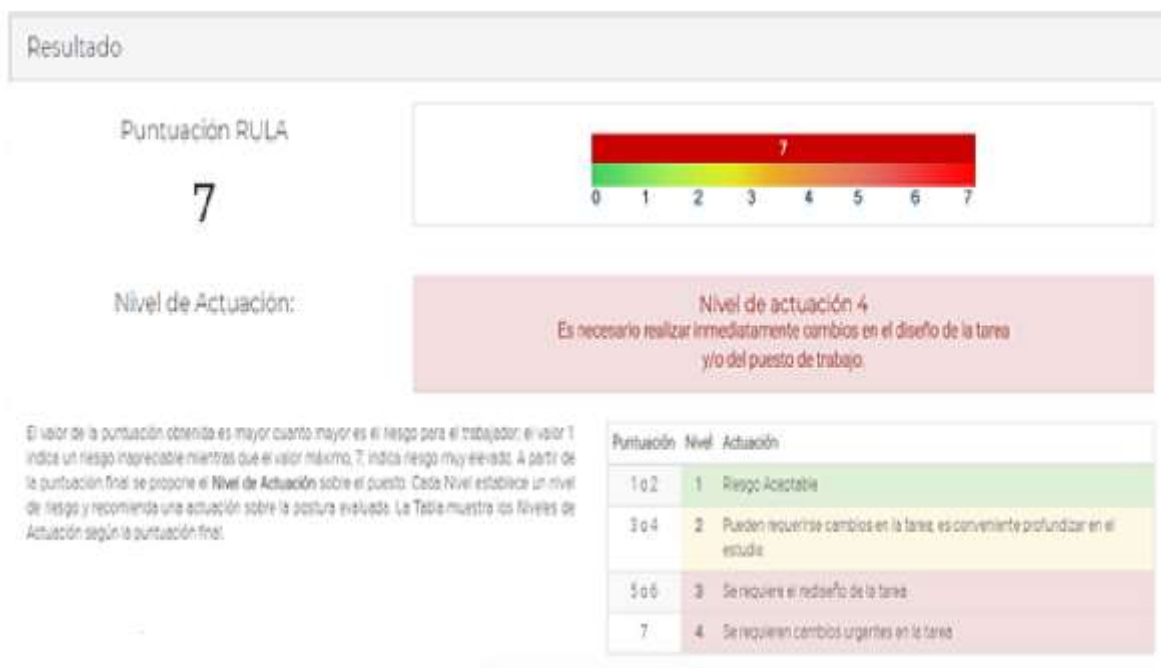 Resultado
Puntuación RULA
7
7
0 1 2 3 4 5 6 7
Nivel de Actuación:
Nivel de actuación 4
Es necesario realizar inmediatamente cambios en el diseño de la tarea
y/o del puesto de trabajo.
El valor de la puntuación obtenida es mayor cuanto mayor es el riesgo para el trabajador; el valor 1
indica un riesgo inapreciable mientras que el valor máximo, 7, indica riesgo muy elevado. A partir de
la puntuación final se propone el Nivel de Actuación sobre el puesto. Cada Nivel establece un nivel
de riesgo y recomienda una actuación sobre la postura evaluada. La Tabla muestra los Niveles de
Actuación según la puntuación final.
Puntuación Nivel Actuación
1 o 2 1 Riesgo Aceptable
3 o 4 2 Pueden requerirse cambios en la tarea; es conveniente profundizar en el
estudio
5 o 6 3 Se requiere el rediseño de la tarea
7 4 Se requieren cambios urgentes en la tarea